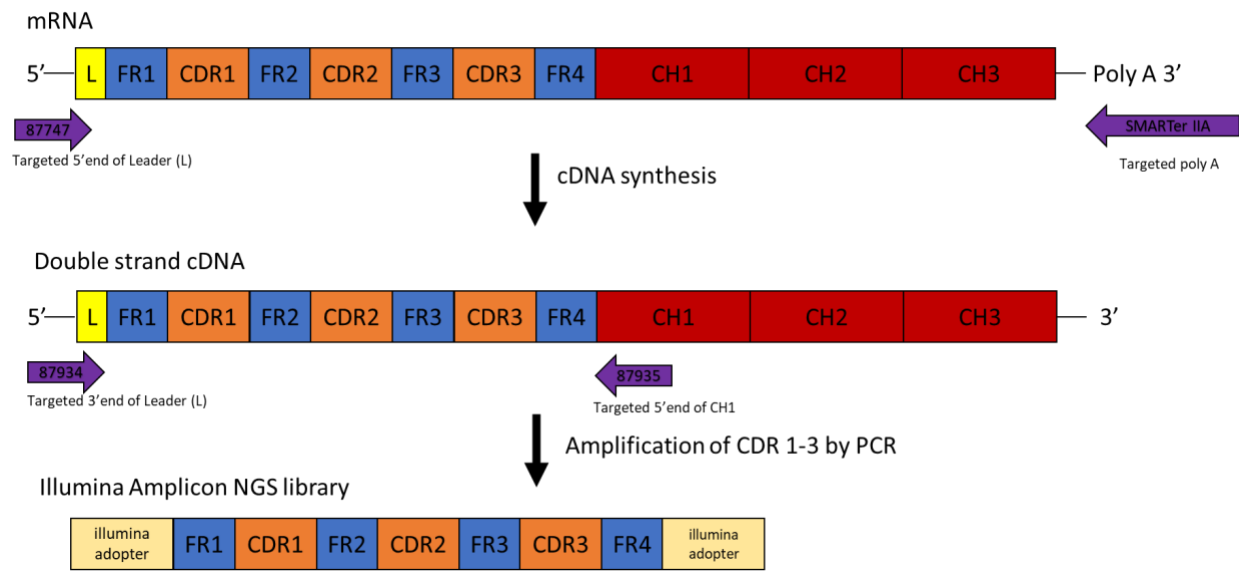 mRNA
5’ L FR1 CDR1 FR2 CDR2 FR3 CDR3 FR4 CH1 CH2 CH3 Poly A 3’
87747 SMARTer IIA
Targeted 5’end of Leader (L) Targeted poly A
cDNA synthesis
Double strand cDNA
5’ L FR1 CDR1 FR2 CDR2 FR3 CDR3 FR4 CH1 CH2 CH3 3’
87934 87935
Targeted 3’end of Leader (L) Targeted 5’end of CH1
Amplification of CDR 1-3 by PCR
Illumina Amplicon NGS library
illumina adopter FR1 CDR1 FR2 CDR2 FR3 CDR3 FR4 illumina adopter